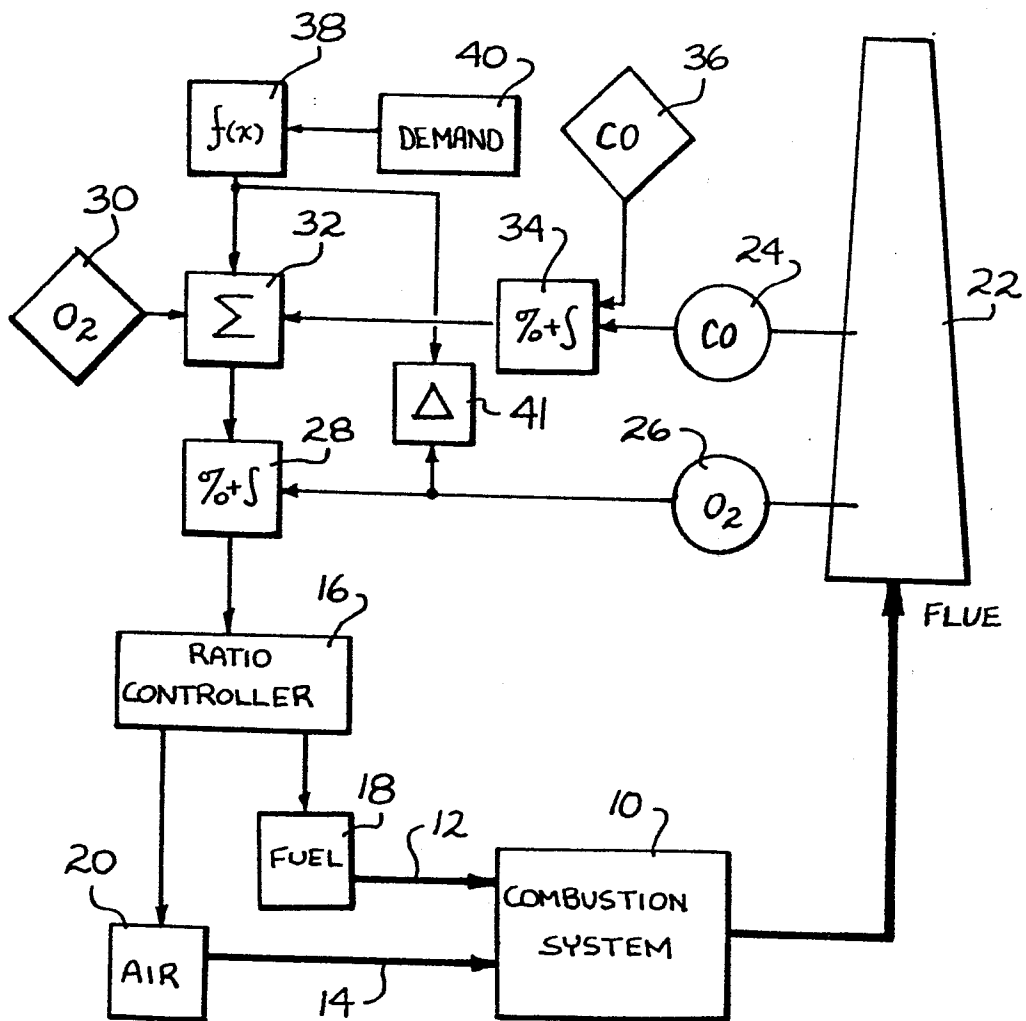 38
40
36
f(x)
DEMAND
CO
30
32
34
24
22
O2
Σ
%+∫
CO
Δ
41
28
26
%+∫
O2
16
FLUE
RATIO
CONTROLLER
18
12
10
20
FUEL
COMBUSTION
SYSTEM
AIR
14